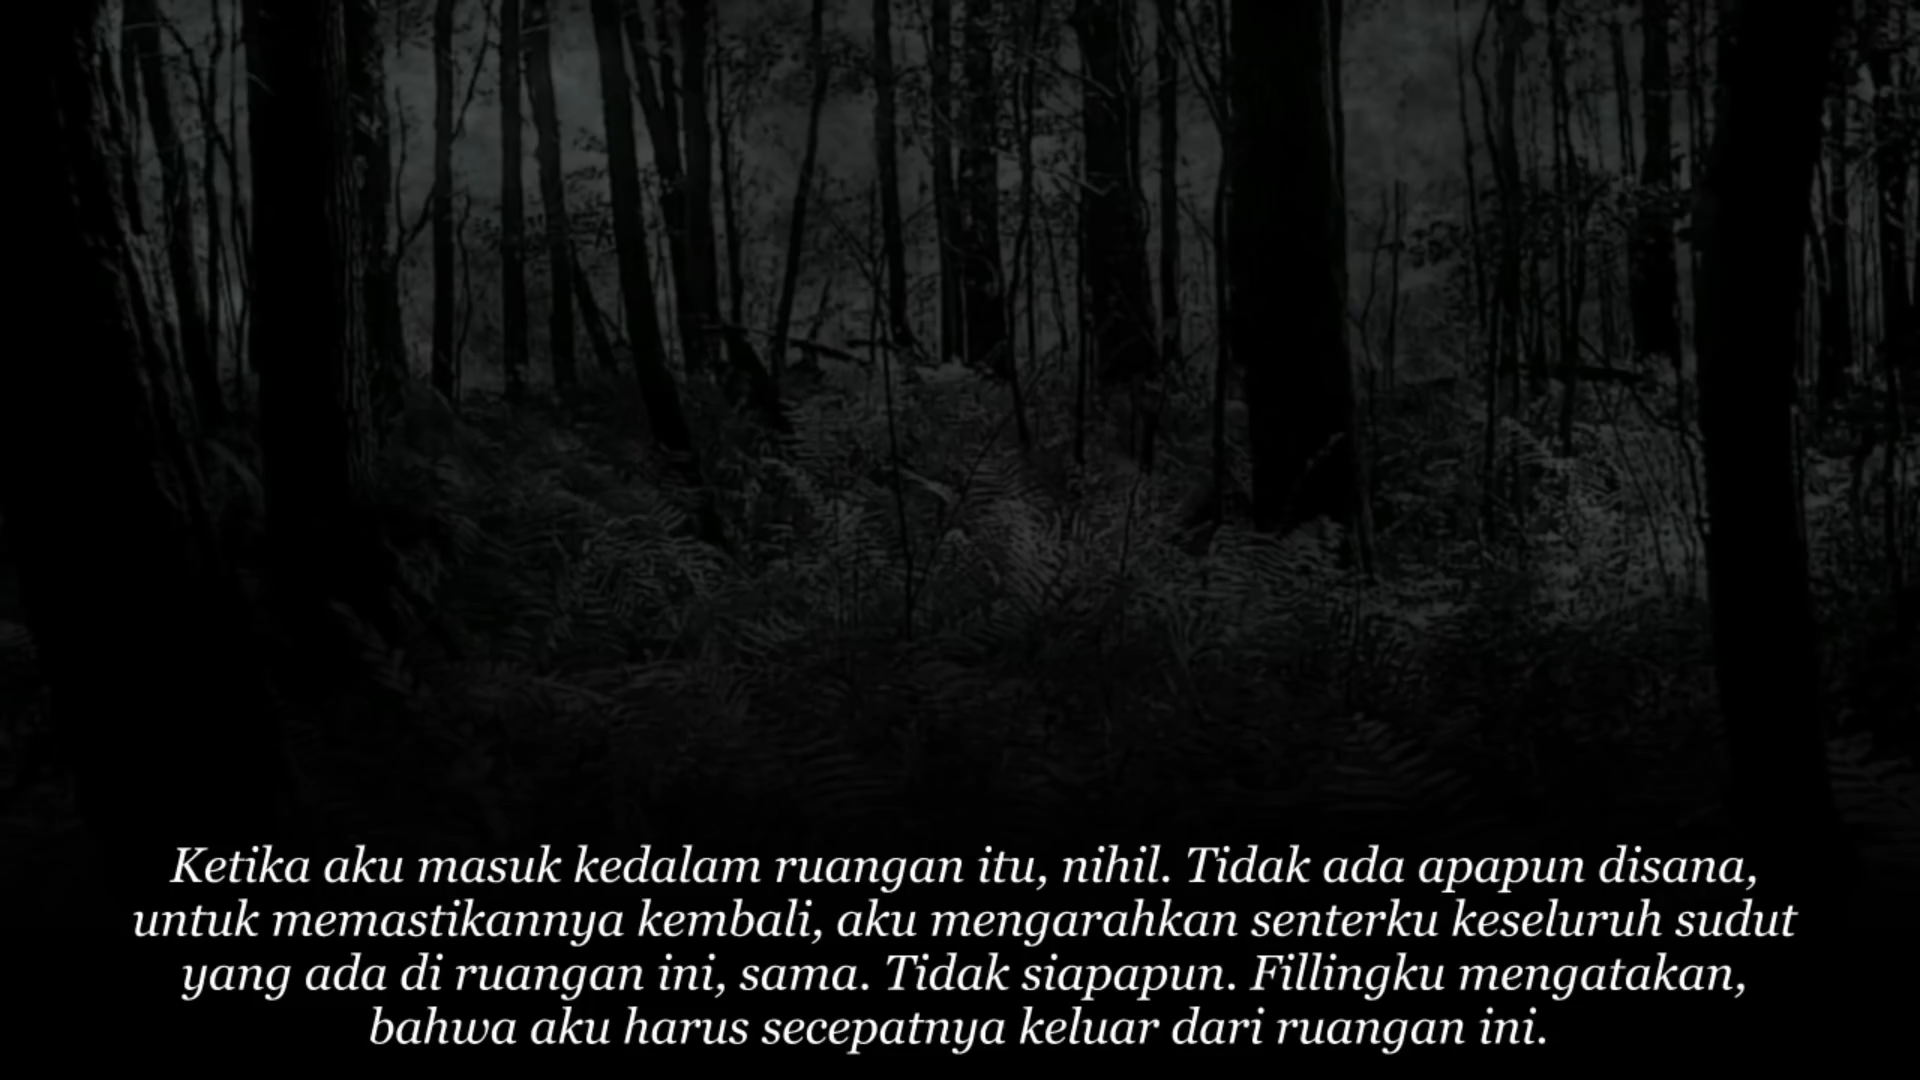 Ketika aku masuk kedalam ruangan itu, nihil. Tidak ada apapun disana,
untuk memastikannya kembali, aku mengarahkan senterku keseluruh sudut
yang ada di ruangan ini, sama. Tidak siapapun. Fillingku mengatakan,
bahwa aku harus secepatnya keluar dari ruangan ini.